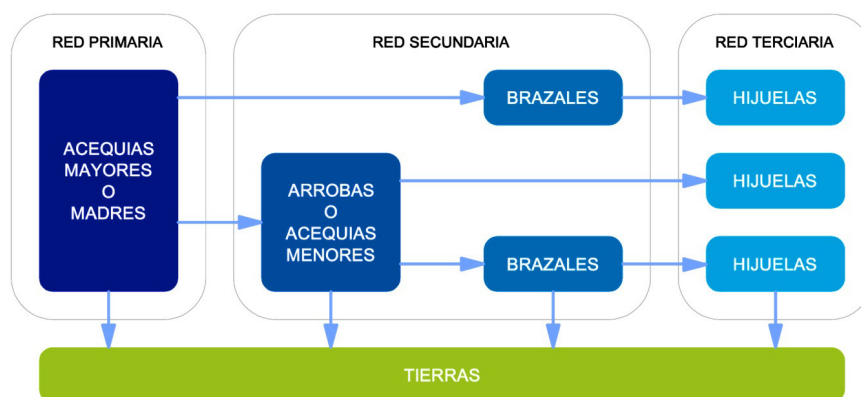 RED PRIMARIA
RED SECUNDARIA
RED TERCIARIA
ACEQUIAS
MAYORES
O
MADRES
BRAZALES
HIJUELAS
ARROBAS
O
ACEQUIAS
MENORES
HIJUELAS
BRAZALES
HIJUELAS
TIERRAS